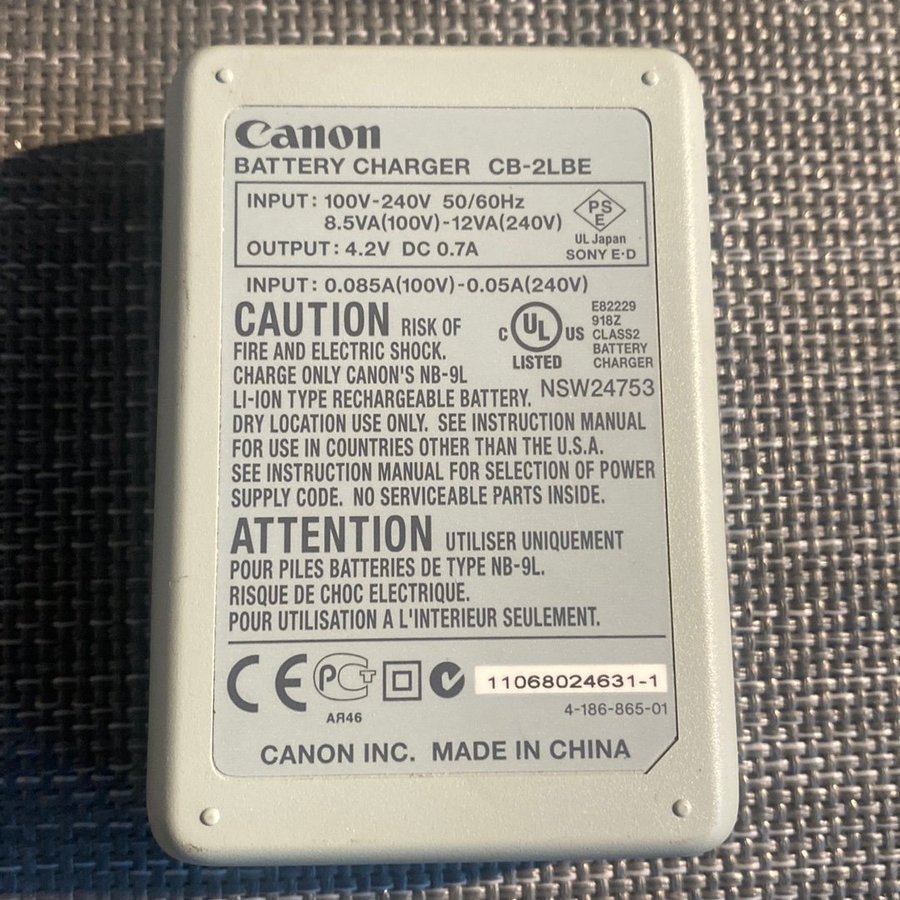 Canon
BATTERY CHARGER CB-2LBE
INPUT: 100V-240V 50/60Hz
8.5VA(100V)-12VA(240V)
OUTPUT: 4.2V DC 0.7A
PS
E
UL Japan
SONY E·D
INPUT: 0.085A(100V)-0.05A(240V)
CAUTION RISK OF
FIRE AND ELECTRIC SHOCK.
CHARGE ONLY CANON'S NB-9L
LI-ION TYPE RECHARGEABLE BATTERY.
C UL US
LISTED
E82229
918Z
CLASS2
BATTERY
CHARGER
NSW24753
DRY LOCATION USE ONLY. SEE INSTRUCTION MANUAL
FOR USE IN COUNTRIES OTHER THAN THE U.S.A.
SEE INSTRUCTION MANUAL FOR SELECTION OF POWER
SUPPLY CODE. NO SERVICEABLE PARTS INSIDE.
ATTENTION UTILISER UNIQUEMENT
POUR PILES BATTERIES DE TYPE NB-9L.
RISQUE DE CHOC ELECTRIQUE.
POUR UTILISATION A L'INTERIEUR SEULEMENT.
CE PCT
АЯ46
11068024631-1
4-186-865-01
CANON INC. MADE IN CHINA